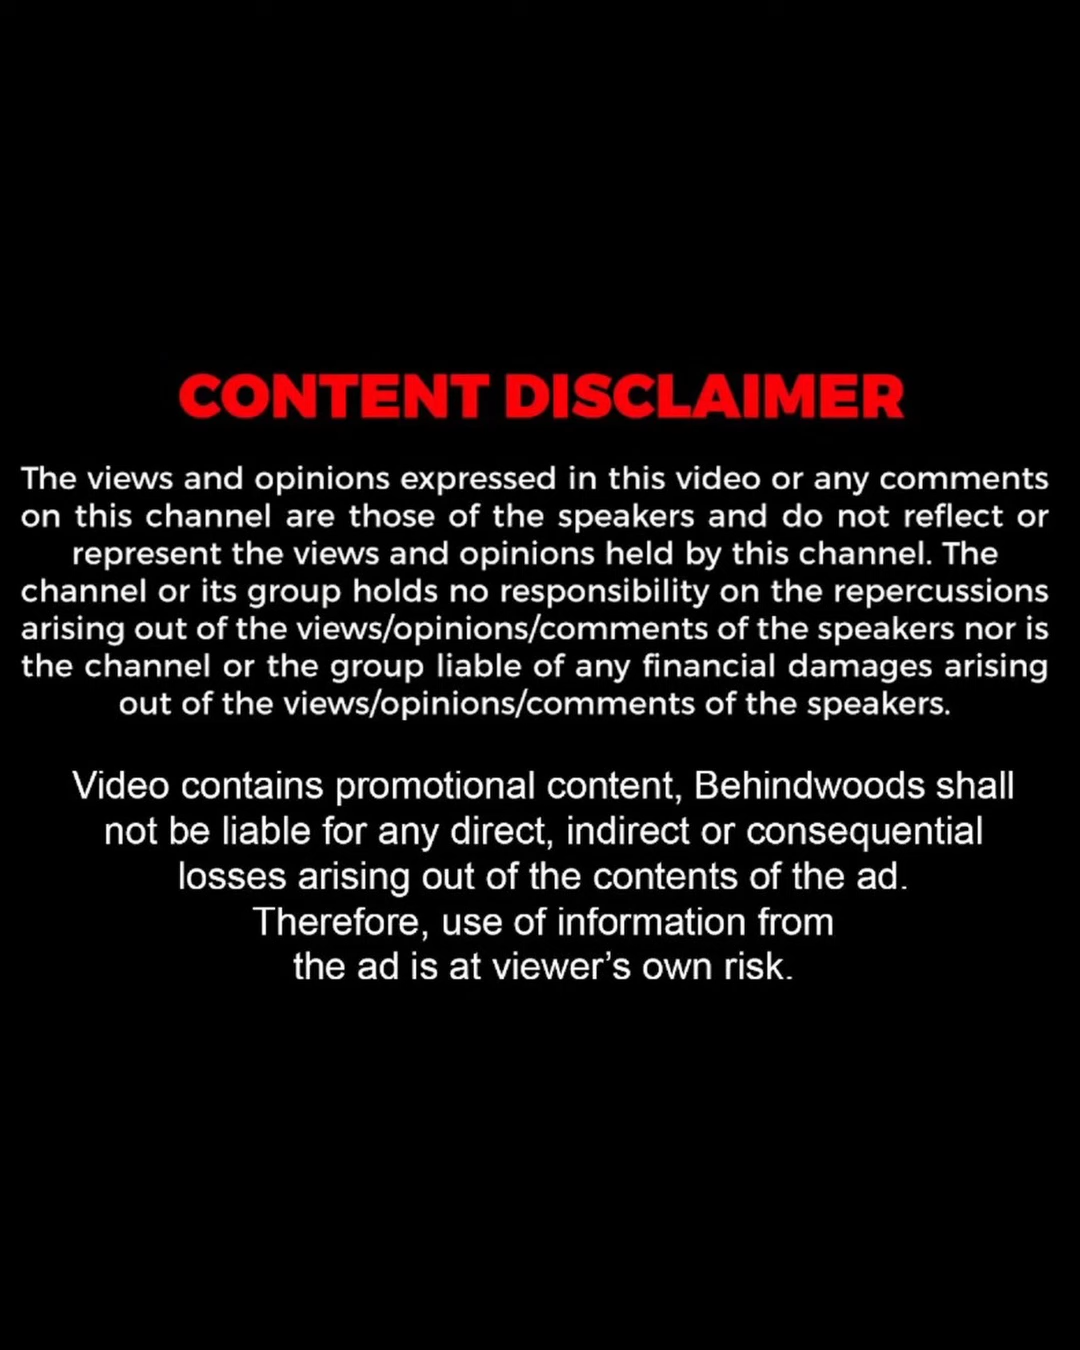 CONTENT DISCLAIMER
The views and opinions expressed in this video or any comments
on this channel are those of the speakers and do not reflect or
represent the views and opinions held by this channel. The
channel or its group holds no responsibility on the repercussions
arising out of the views/opinions/comments of the speakers nor is
the channel or the group liable of any financial damages arising
out of the views/opinions/comments of the speakers.
Video contains promotional content, Behindwoods shall
not be liable for any direct, indirect or consequential
losses arising out of the contents of the ad.
Therefore, use of information from
the ad is at viewer’s own risk.